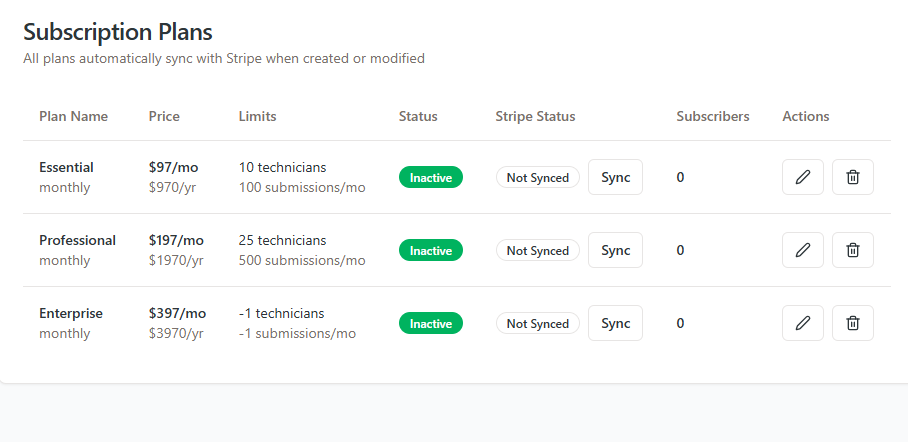 Subscription Plans
All plans automatically sync with Stripe when created or modified
Plan Name Price Limits Status Stripe Status Subscribers Actions
Essential $97/mo 10 technicians Inactive Not Synced Sync 0
monthly $970/yr 100 submissions/mo
Professional $197/mo 25 technicians Inactive Not Synced Sync 0
monthly $1970/yr 500 submissions/mo
Enterprise $397/mo -1 technicians Inactive Not Synced Sync 0
monthly $3970/yr -1 submissions/mo